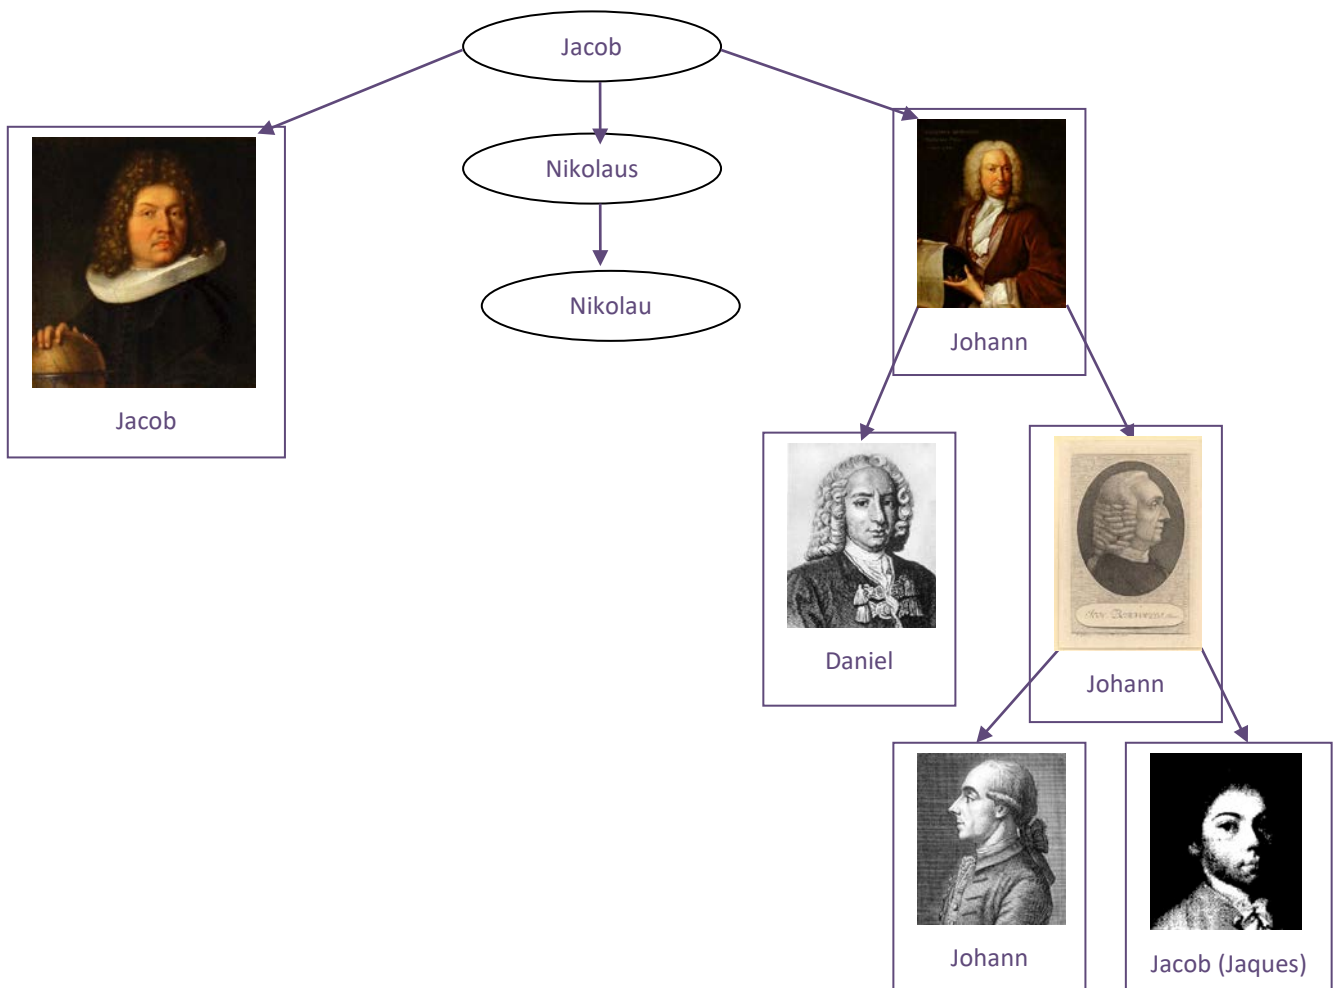 Jacob
Nikolaus
Nikolau
Jacob
Johann
Daniel
Johann
Johann
Jacob (Jaques)